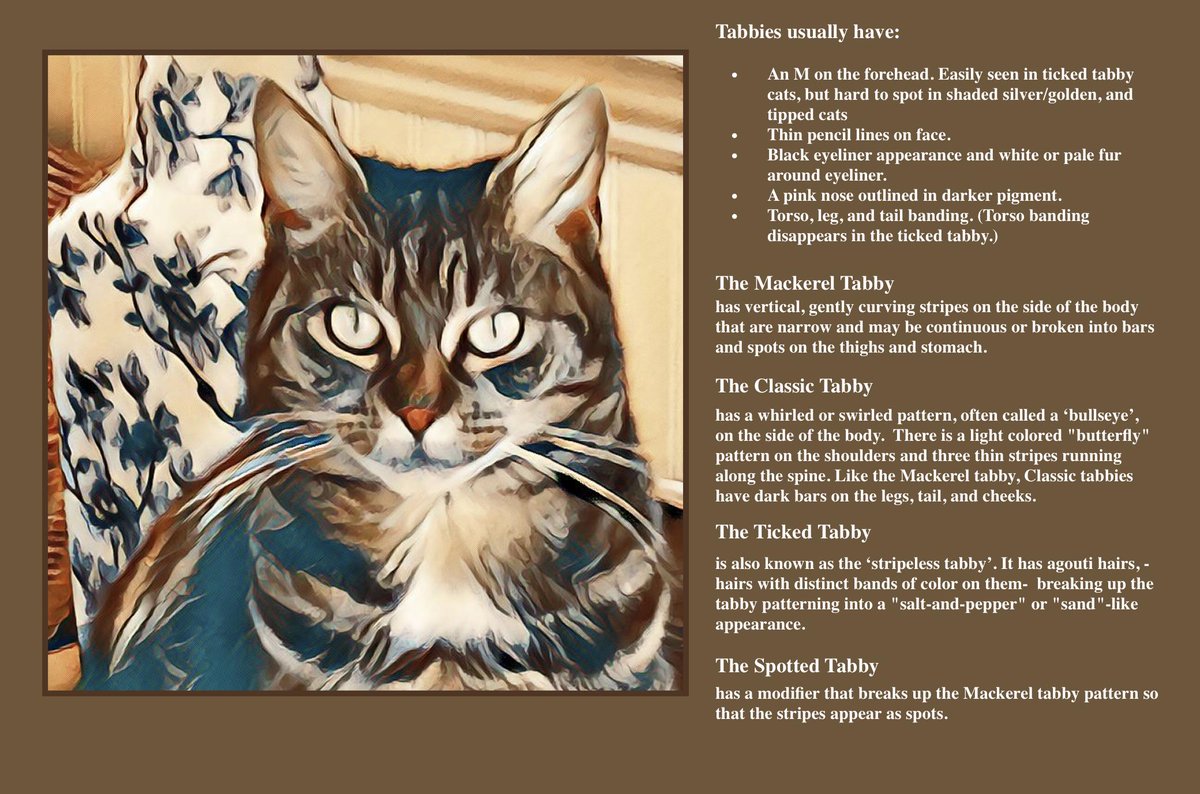 Tabbies usually have:
• An M on the forehead. Easily seen in ticked tabby
cats, but hard to spot in shaded silver/golden, and
tipped cats
• Thin pencil lines on face.
• Black eyeliner appearance and white or pale fur
around eyeliner.
• A pink nose outlined in darker pigment.
• Torso, leg, and tail banding. (Torso banding
disappears in the ticked tabby.)
The Mackerel Tabby
has vertical, gently curving stripes on the side of the body
that are narrow and may be continuous or broken into bars
and spots on the thighs and stomach.
The Classic Tabby
has a whirled or swirled pattern, often called a ‘bullseye’,
on the side of the body.  There is a light colored "butterfly"
pattern on the shoulders and three thin stripes running
along the spine. Like the Mackerel tabby, Classic tabbies
have dark bars on the legs, tail, and cheeks.
The Ticked Tabby
is also known as the ‘stripeless tabby’. It has agouti hairs, -
hairs with distinct bands of color on them-  breaking up the
tabby patterning into a "salt-and-pepper" or "sand"-like
appearance.
The Spotted Tabby
has a modifier that breaks up the Mackerel tabby pattern so
that the stripes appear as spots.